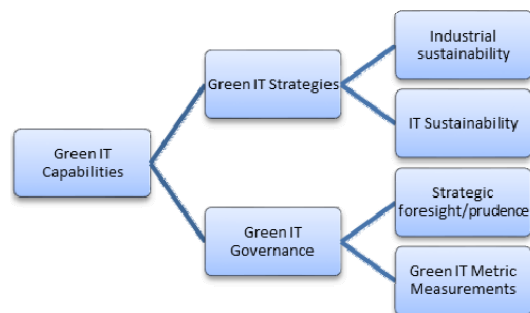 Green IT
Capabilities
Green IT Strategies
Industrial
sustainability
IT Sustainability
Green IT
Governance
Strategic
foresight/prudence
Green IT Metric
Measurements